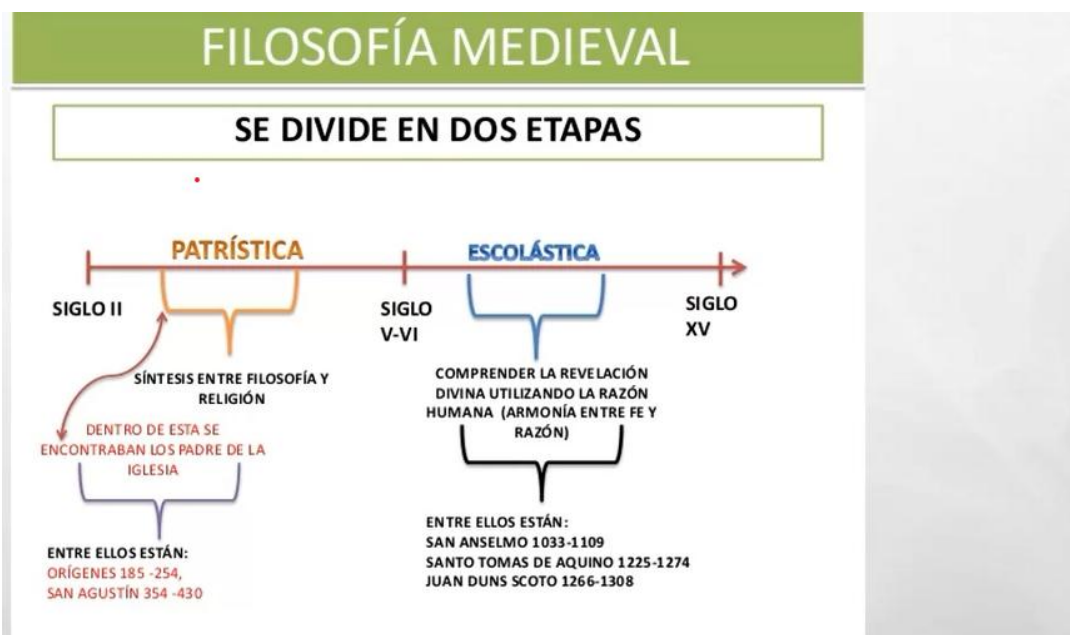 FILOSOFÍA MEDIEVAL
SE DIVIDE EN DOS ETAPAS
PATRÍSTICA
ESCOLÁSTICA
SIGLO II
SIGLO
V-VI
SIGLO
XV
SÍNTESIS ENTRE FILOSOFÍA Y
RELIGIÓN
DENTRO DE ESTA SE
ENCONTRABAN LOS PADRE DE LA
IGLESIA
ENTRE ELLOS ESTÁN:
ORÍGENES 185 -254,
SAN AGUSTÍN 354 -430
COMPRENDER LA REVELACIÓN
DIVINA UTILIZANDO LA RAZÓN
HUMANA (ARMONÍA ENTRE FE Y
RAZÓN)
ENTRE ELLOS ESTÁN:
SAN ANSELMO 1033-1109
SANTO TOMAS DE AQUINO 1225-1274
JUAN DUNS SCOTO 1266-1308